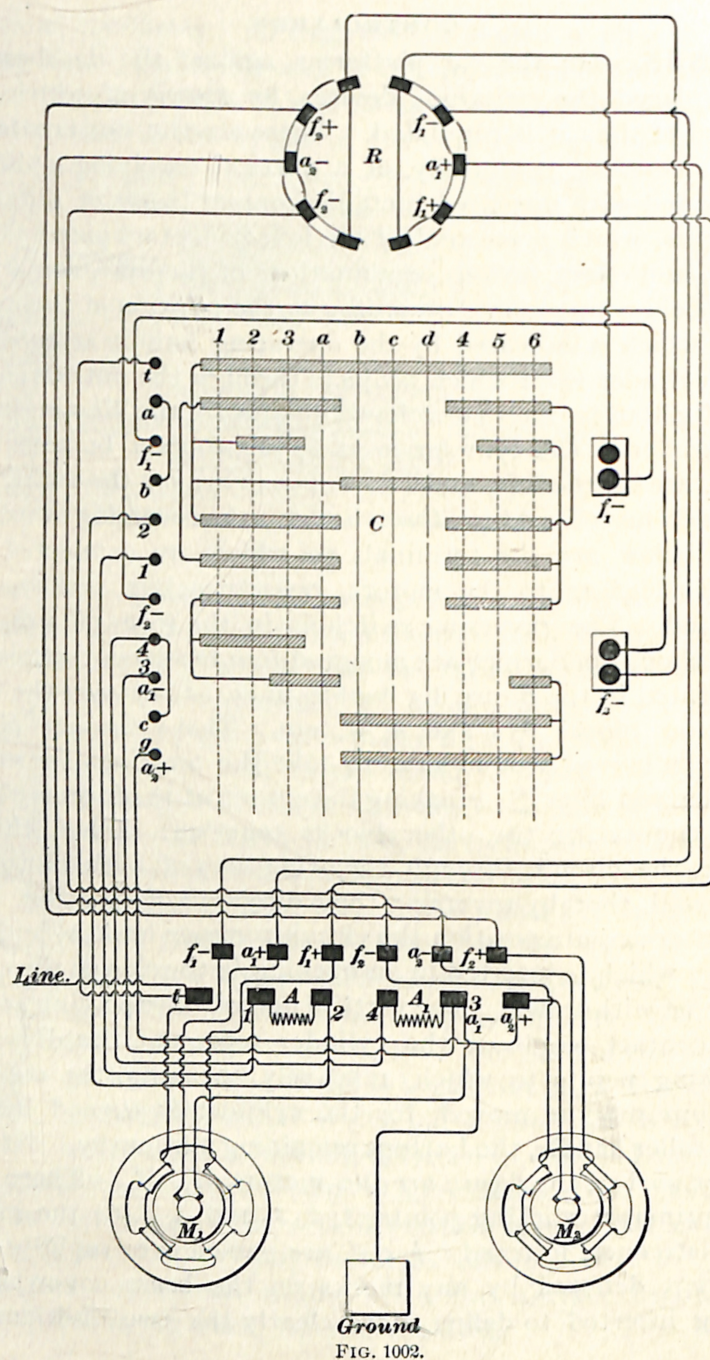 f₂+ f₁-
a₂- R a₁+
f₂- f₁+
1 2 3 a b c d 4 5 6
t
a
f₁-
b
f₁-
2 C
1
f₂-
4
3
a₁-
f₂-
c
g
a₂+
f₁- a₁+ f+ f₂- a₂- f₂+
Line.
t 1 A 2 4 A₁ 3 a₁- a₂+
M₁ M₂
Ground
FIG. 1002.